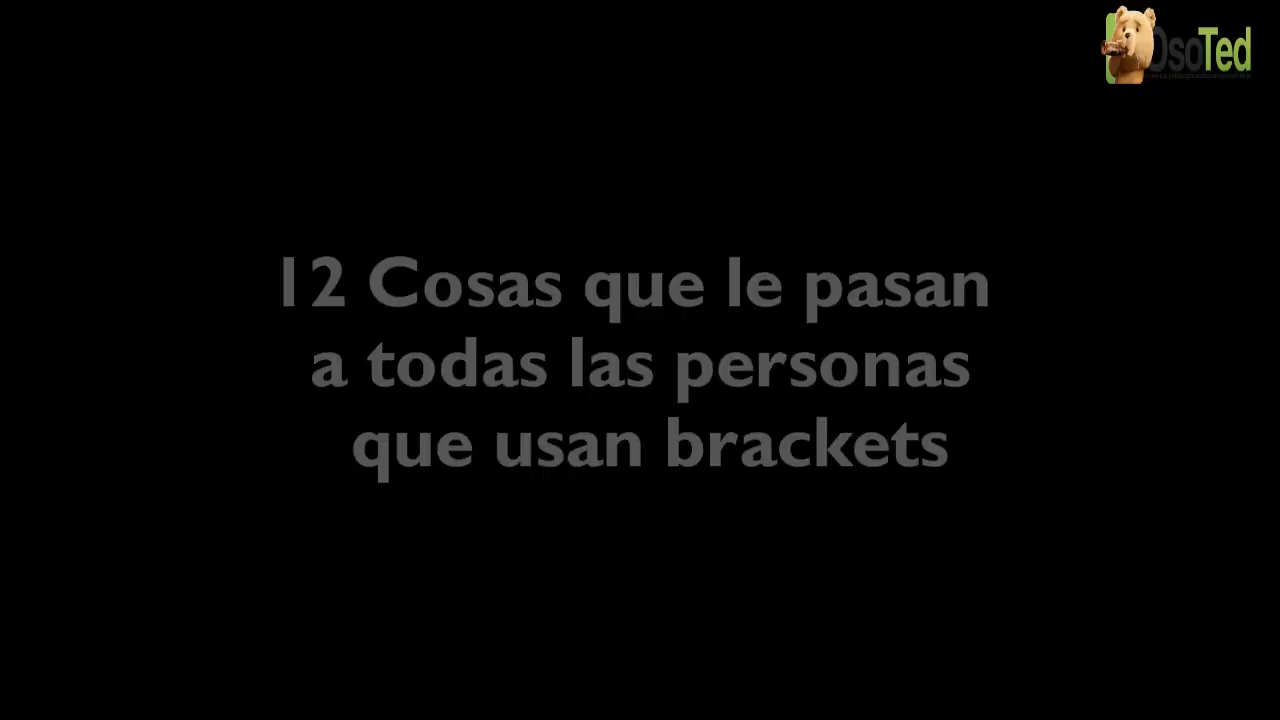 OsoTed
12 Cosas que le pasan
a todas las personas
que usan brackets